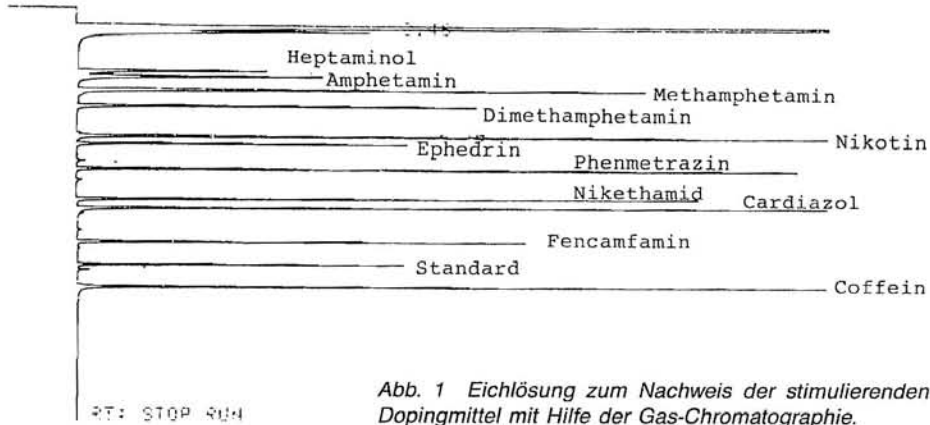 Heptaminol
Amphetamin
Methamphetamin
Dimethamphetamin
Nikotin
Ephedrin
Phenmetrazin
Nikethamid
Cardiazol
Fencamfamin
Standard
Coffein
RT: STOP RUN
Abb. 1 Eichlösung zum Nachweis der stimulierenden
Dopingmittel mit Hilfe der Gas-Chromatographie.